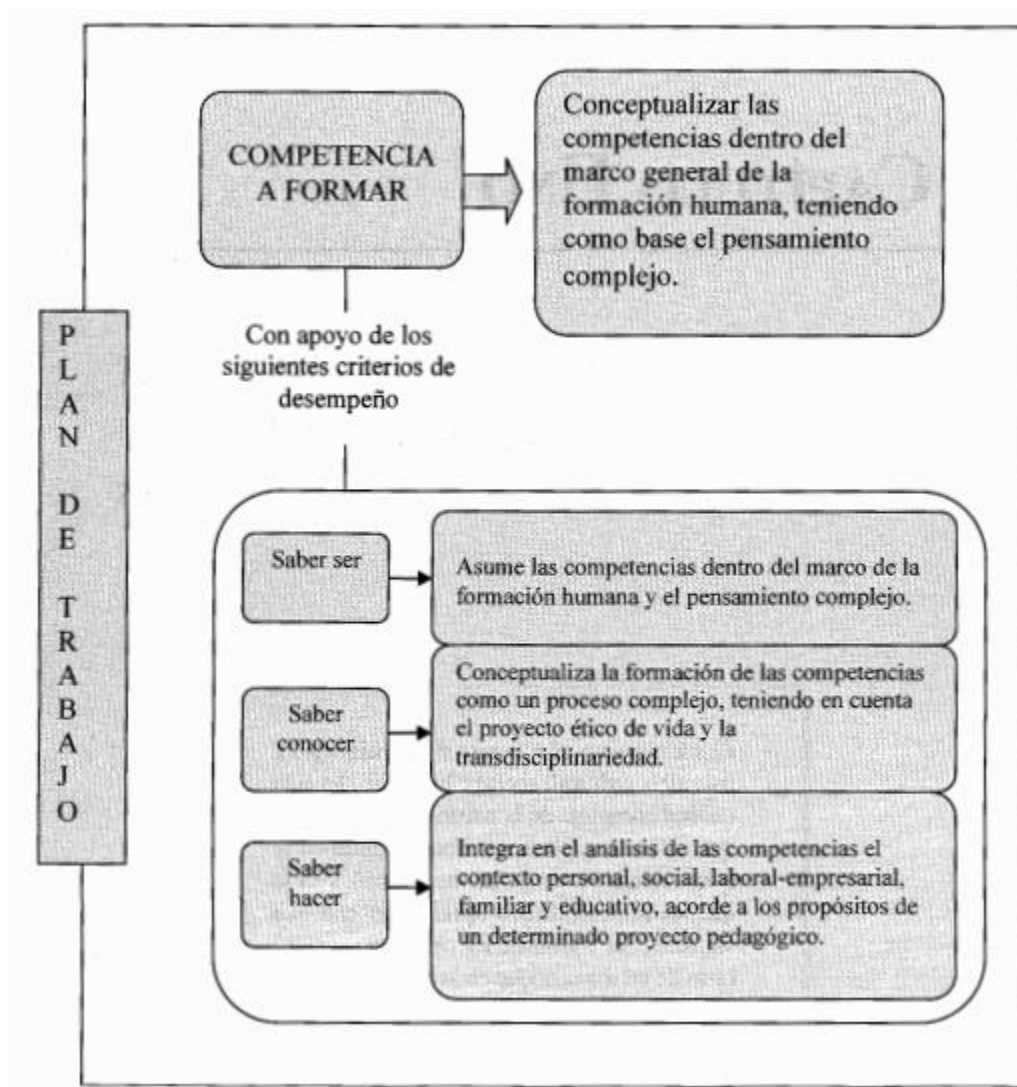 COMPETENCIA
A FORMAR
Conceptualizar las
competencias dentro del
marco general de la
formación humana, teniendo
como base el pensamiento
complejo.
Con apoyo de los
siguientes criterios de
desempeño
PLAN DE TRABAJO
Saber ser
Asume las competencias dentro del marco de la
formación humana y el pensamiento complejo.
Saber
conocer
Conceptualiza la formación de las competencias
como un proceso complejo, teniendo en cuenta
el proyecto ético de vida y la
transdisciplinariedad.
Saber
hacer
Integra en el análisis de las competencias el
contexto personal, social, laboral-empresarial,
familiar y educativo, acorde a los propósitos de
un determinado proyecto pedagógico.